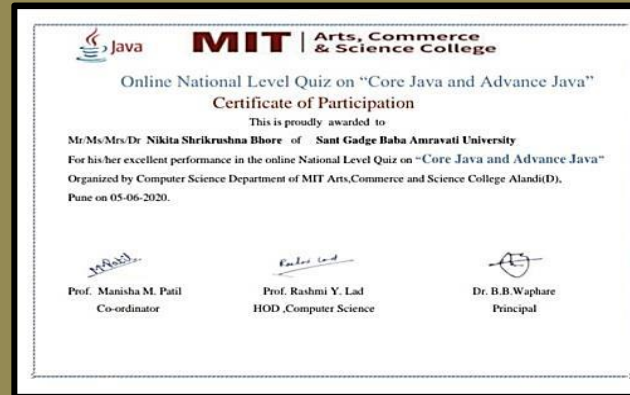 Java
MIT | Arts, Commerce
& Science College
Online National Level Quiz on “Core Java and Advance Java”
Certificate of Participation
This is proudly awarded to
Mr/Ms/Mrs/Dr Nikita Shrikrushna Bhore of Sant Gadge Baba Amravati University
For his/her excellent performance in the online National Level Quiz on “Core Java and Advance Java”
Organized by Computer Science Department of MIT Arts,Commerce and Science College Alandi(D),
Pune on 05-06-2020.
MPatil
Prof. Manisha M. Patil
Co-ordinator
Prof. Rashmi Y. Lad
HOD ,Computer Science
Dr. B.B.Waphare
Principal